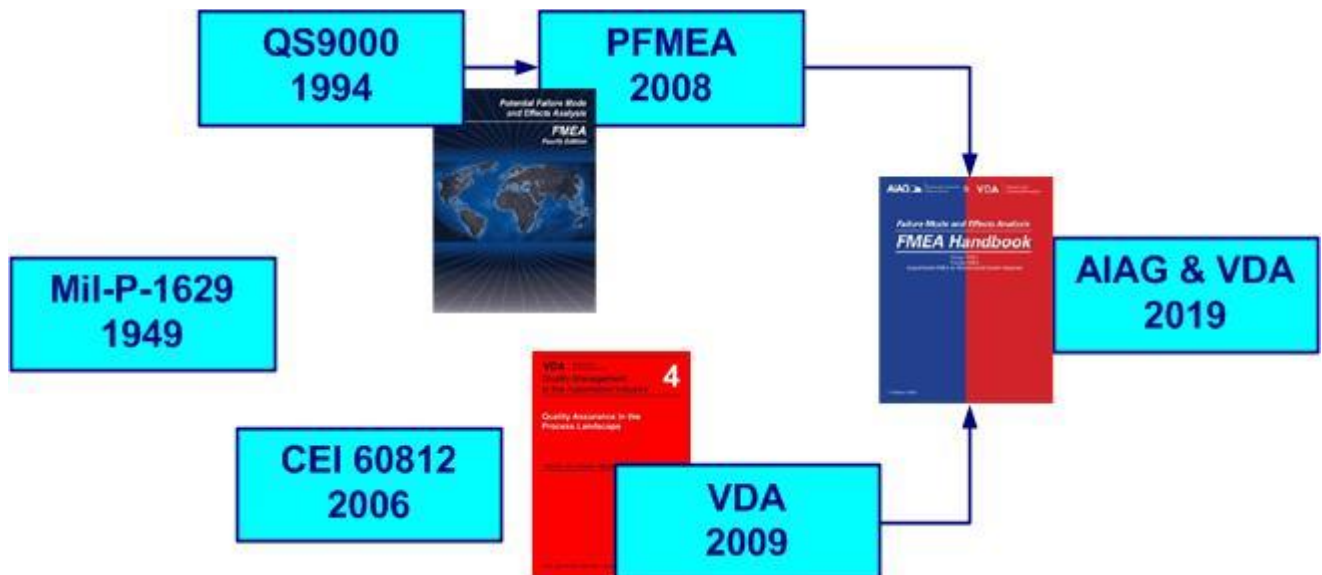 QS9000
1994
PFMEA
2008
Potential Failure Mode
and Effects Analysis
FMEA
Fourth Edition
Mil-P-1629
1949
AIAG
VDA
Failure Mode and Effects Analysis
FMEA Handbook
AIAG & VDA
2019
VDA
4
Quality Management
in the Automotive Industry
Quality Assurance in the
Process Landscape
CEI 60812
2006
VDA
2009